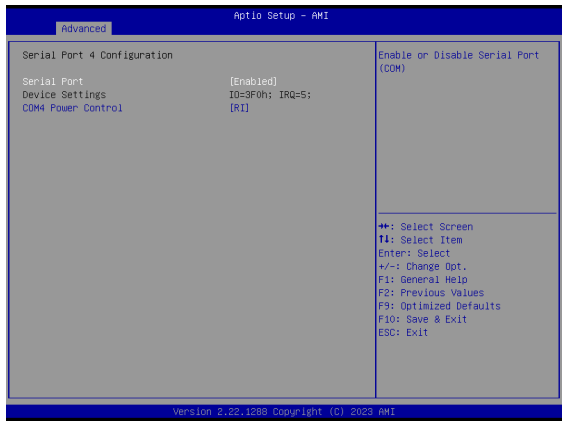 Aptio Setup - AMI
Advanced
Serial Port 4 Configuration
Serial Port [Enabled]
Device Settings IO=3F0h; IRQ=5;
COM4 Power Control [RI]
Enable or Disable Serial Port
(COM)
→←: Select Screen
↑↓: Select Item
Enter: Select
+/-: Change Opt.
F1: General Help
F2: Previous Values
F9: Optimized Defaults
F10: Save & Exit
ESC: Exit
Version 2.22.1288 Copyright (C) 2023 AMI